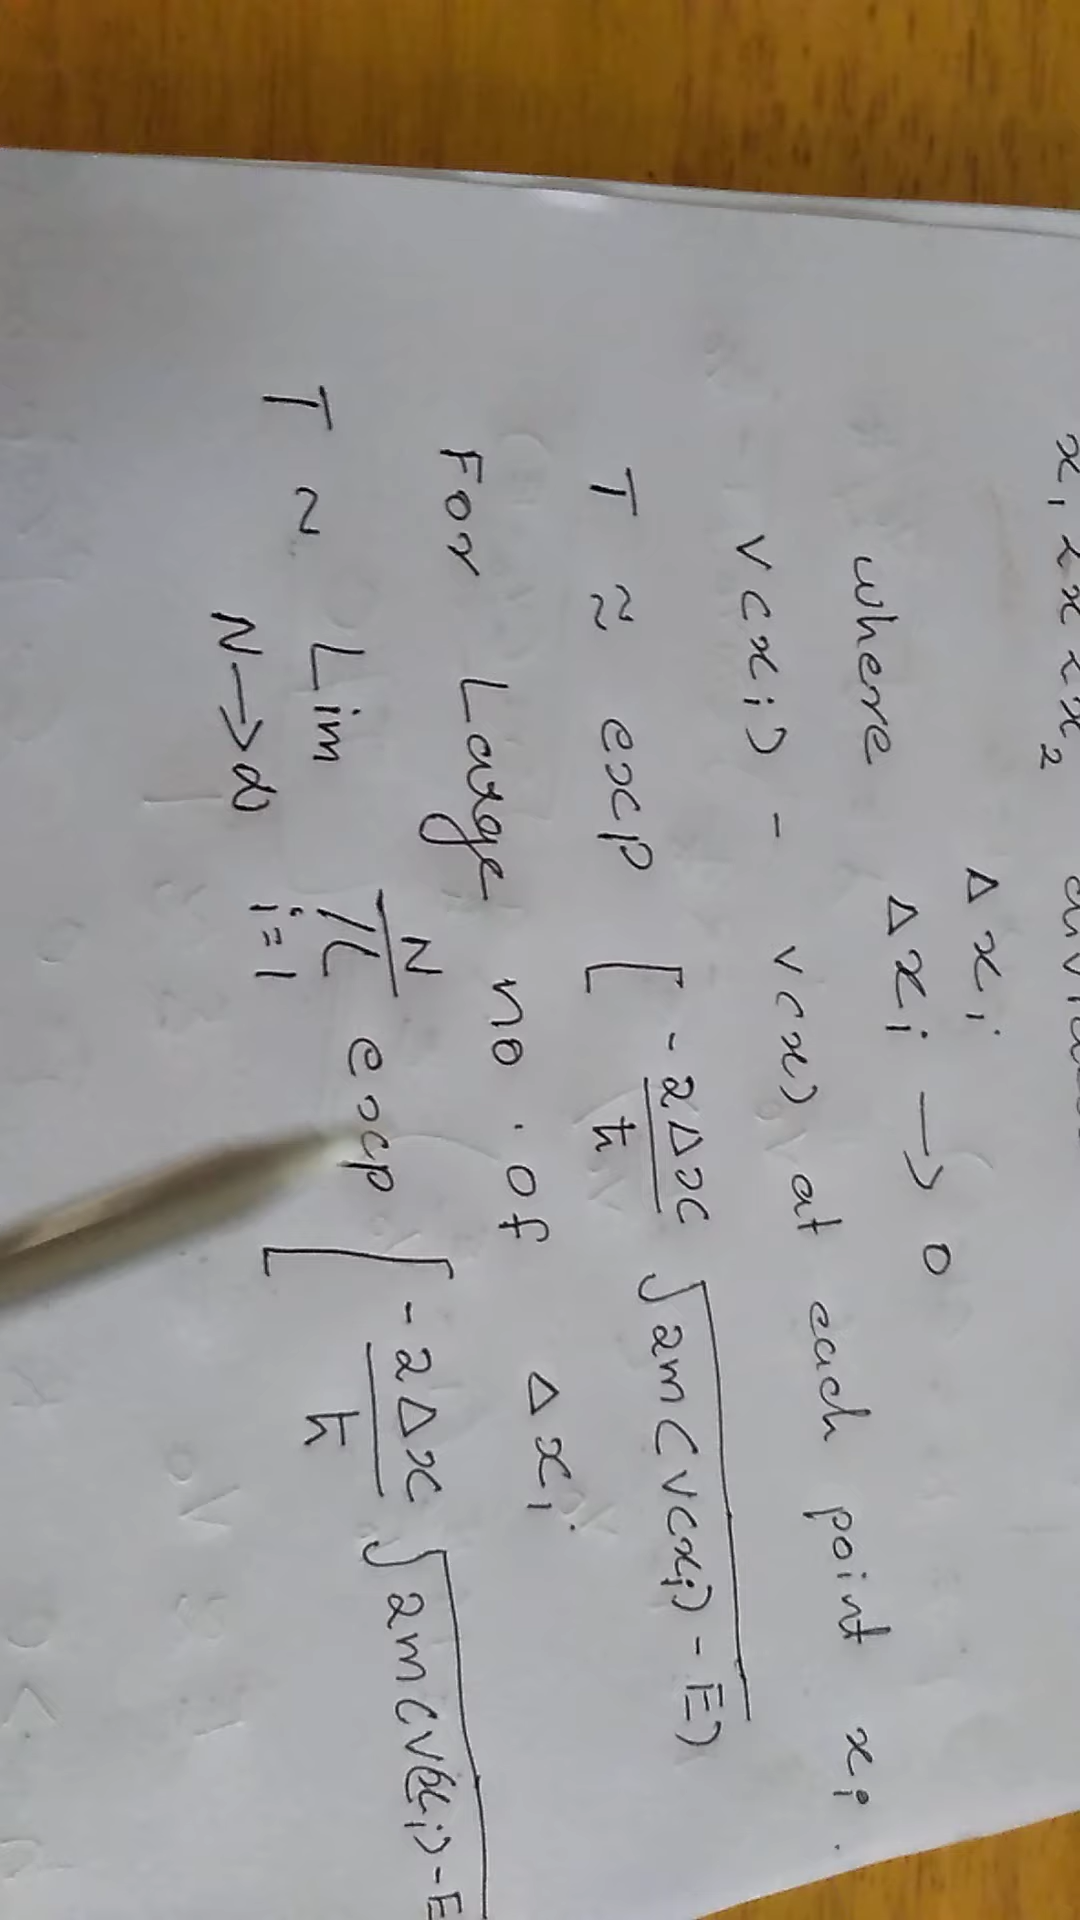 x₁ < x < x₂
Δxᵢ
where Δxᵢ → 0
V(xᵢ) - V(x) at each point xᵢ.
T ≈ exp [ -2Δx/ħ √2m(V(xᵢ) - E)
For Large no. of Δxᵢ
T ~ Lim N→∞ π N i=1 exp [ -2Δx/ħ √2m(V(xᵢ) - E